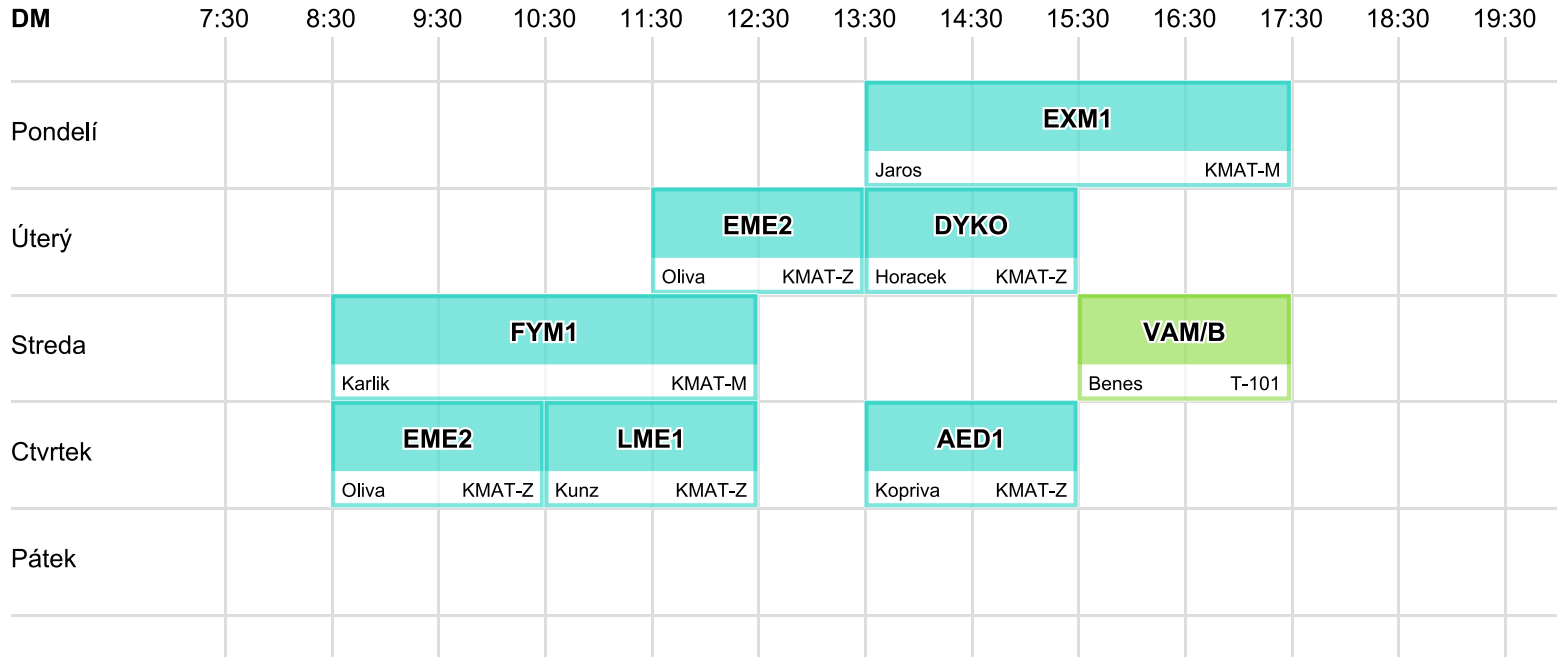 DM 7:30 8:30 9:30 10:30 11:30 12:30 13:30 14:30 15:30 16:30 17:30 18:30 19:30
Pondelí
EXM1
Jaros KMAT-M
Úterý
EME2
Oliva KMAT-Z
DYKO
Horacek KMAT-Z
Streda
FYM1
Karlik KMAT-M
VAM/B
Benes T-101
Ctvrtek
EME2
Oliva KMAT-Z
LME1
Kunz KMAT-Z
AED1
Kopriva KMAT-Z
Pátek